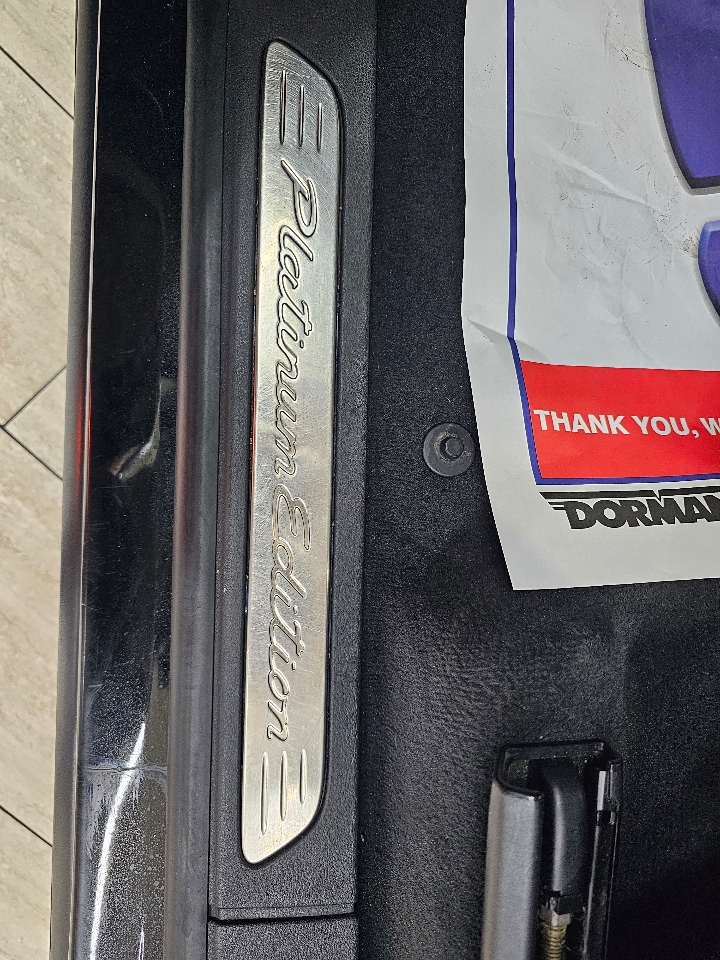 Platinum Edition
THANK YOU, W
DORMAN